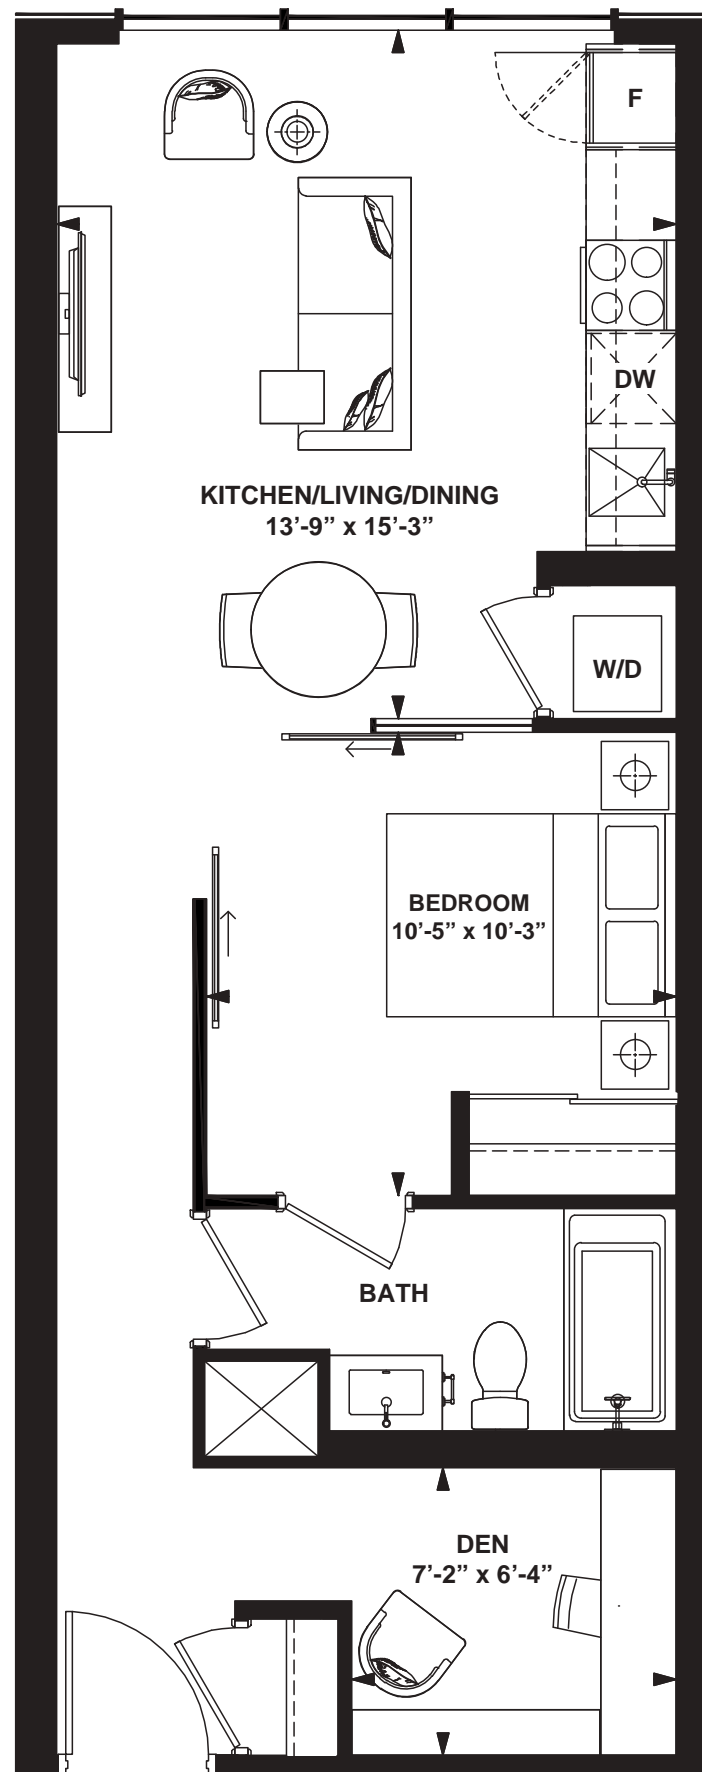 F
DW
KITCHEN/LIVING/DINING
13’-9” x 15’-3”
W/D
BEDROOM
10’-5” x 10’-3”
BATH
DEN
7’-2” x 6’-4”